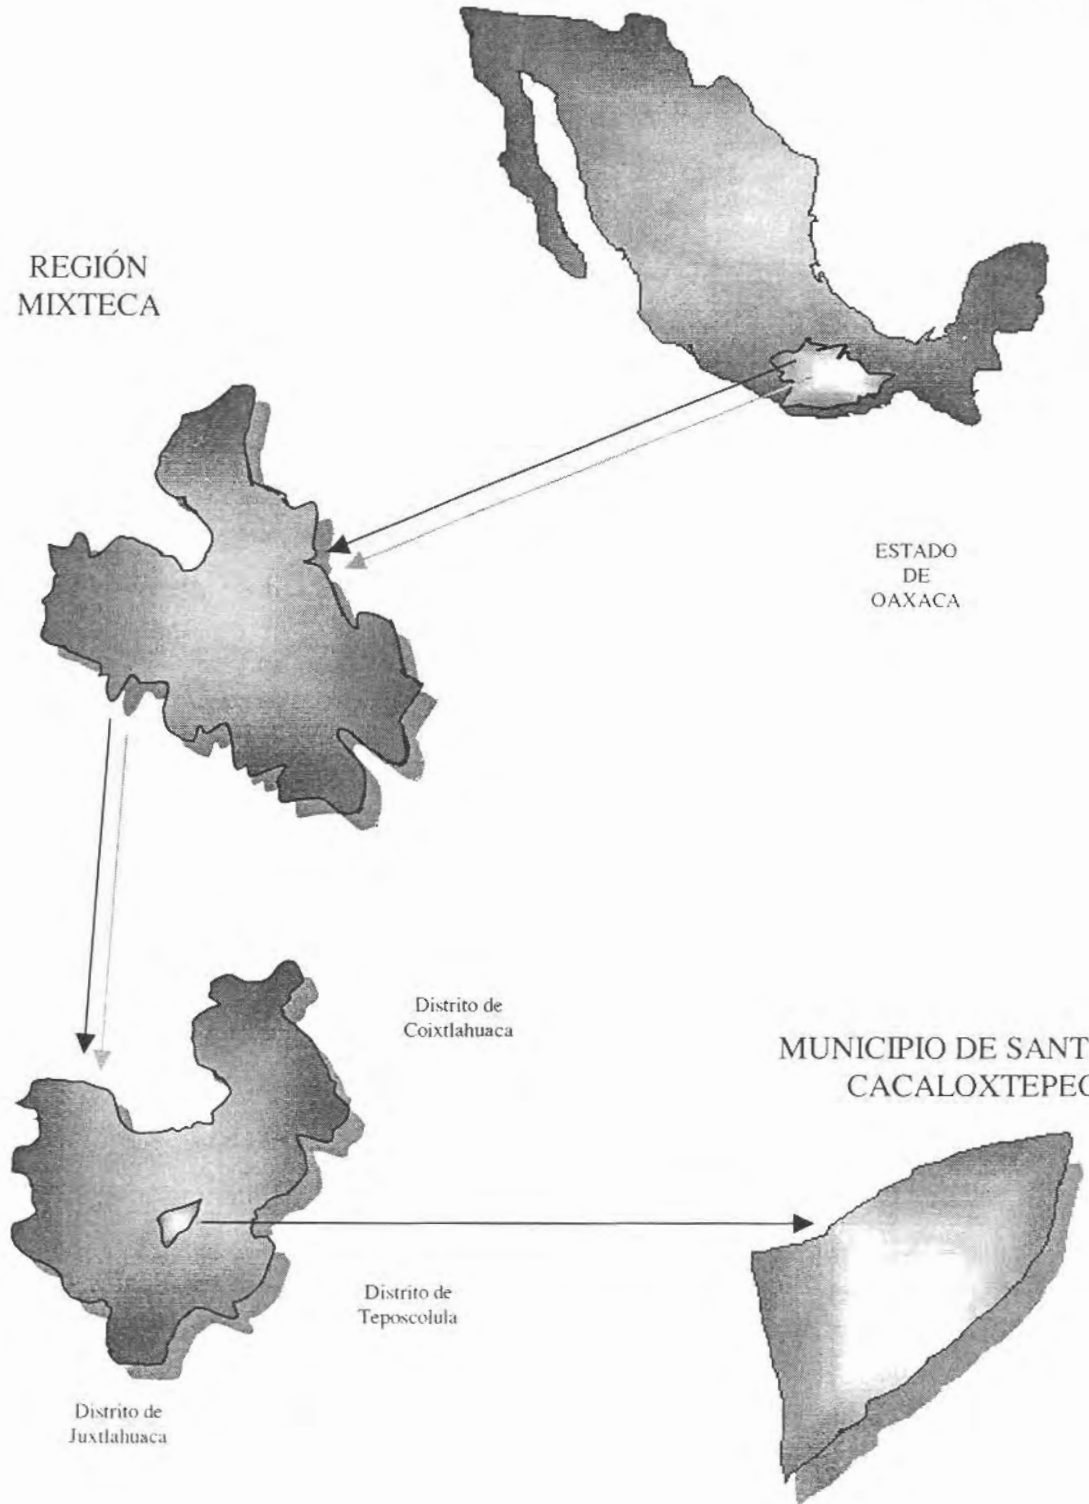 REGIÓN
MIXTECA
ESTADO
DE
OAXACA
Distrito de
Coixtlahuaca
MUNICIPIO DE SANT
CACALOXTEPEC
Distrito de
Teposcolula
Distrito de
Juxtlahuaca